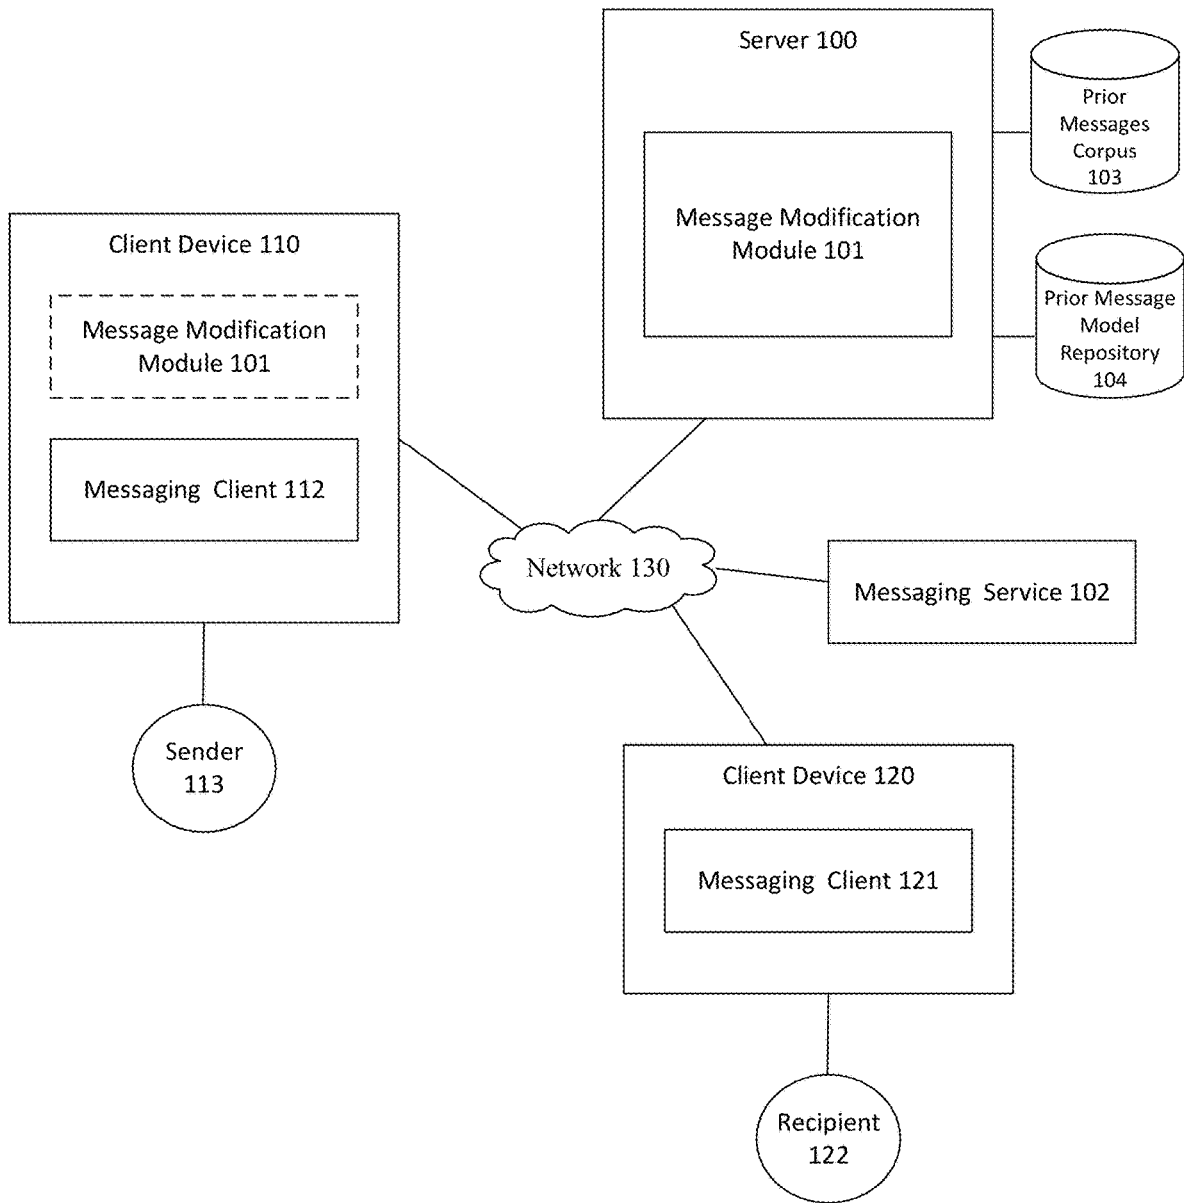 Server 100
Prior
Messages
Corpus
103
Message Modification
Module 101
Prior Message
Model
Repository
104
Client Device 110
Message Modification
Module 101
Messaging Client 112
Network 130
Messaging Service 102
Sender
113
Client Device 120
Messaging Client 121
Recipient
122